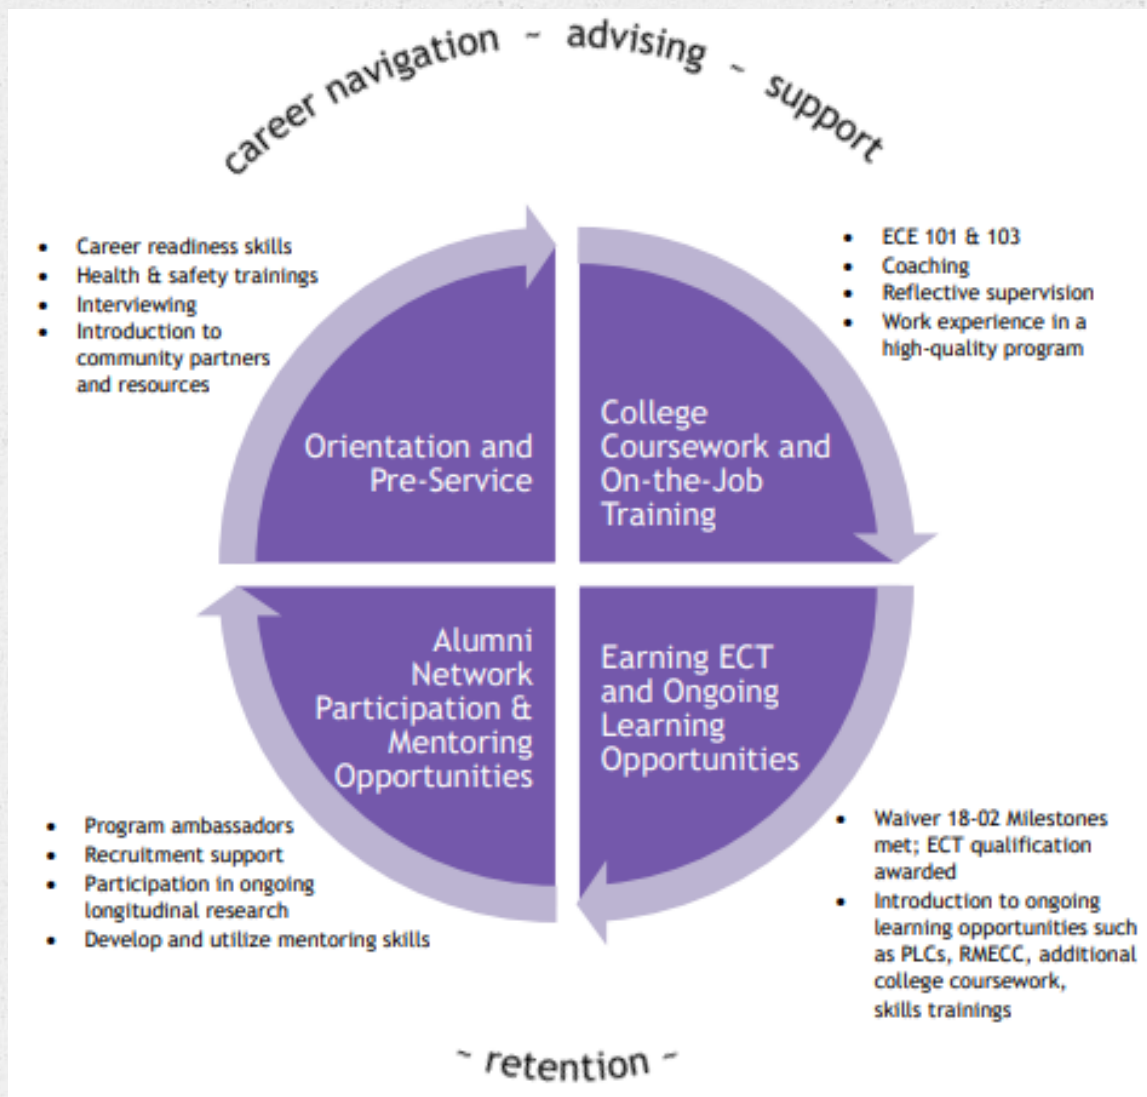 career navigation ~ advising ~ support
• Career readiness skills
• Health & safety trainings
• Interviewing
• Introduction to
community partners
and resources
• ECE 101 & 103
• Coaching
• Reflective supervision
• Work experience in a
high-quality program
Orientation and
Pre-Service
College
Coursework and
On-the-Job
Training
Alumni
Network
Participation &
Mentoring
Opportunities
Earning ECT
and Ongoing
Learning
Opportunities
• Program ambassadors
• Recruitment support
• Participation in ongoing
longitudinal research
• Develop and utilize mentoring skills
• Waiver 18-02 Milestones
met; ECT qualification
awarded
• Introduction to ongoing
learning opportunities such
as PLCs, RMECC, additional
college coursework,
skills trainings
~ retention ~